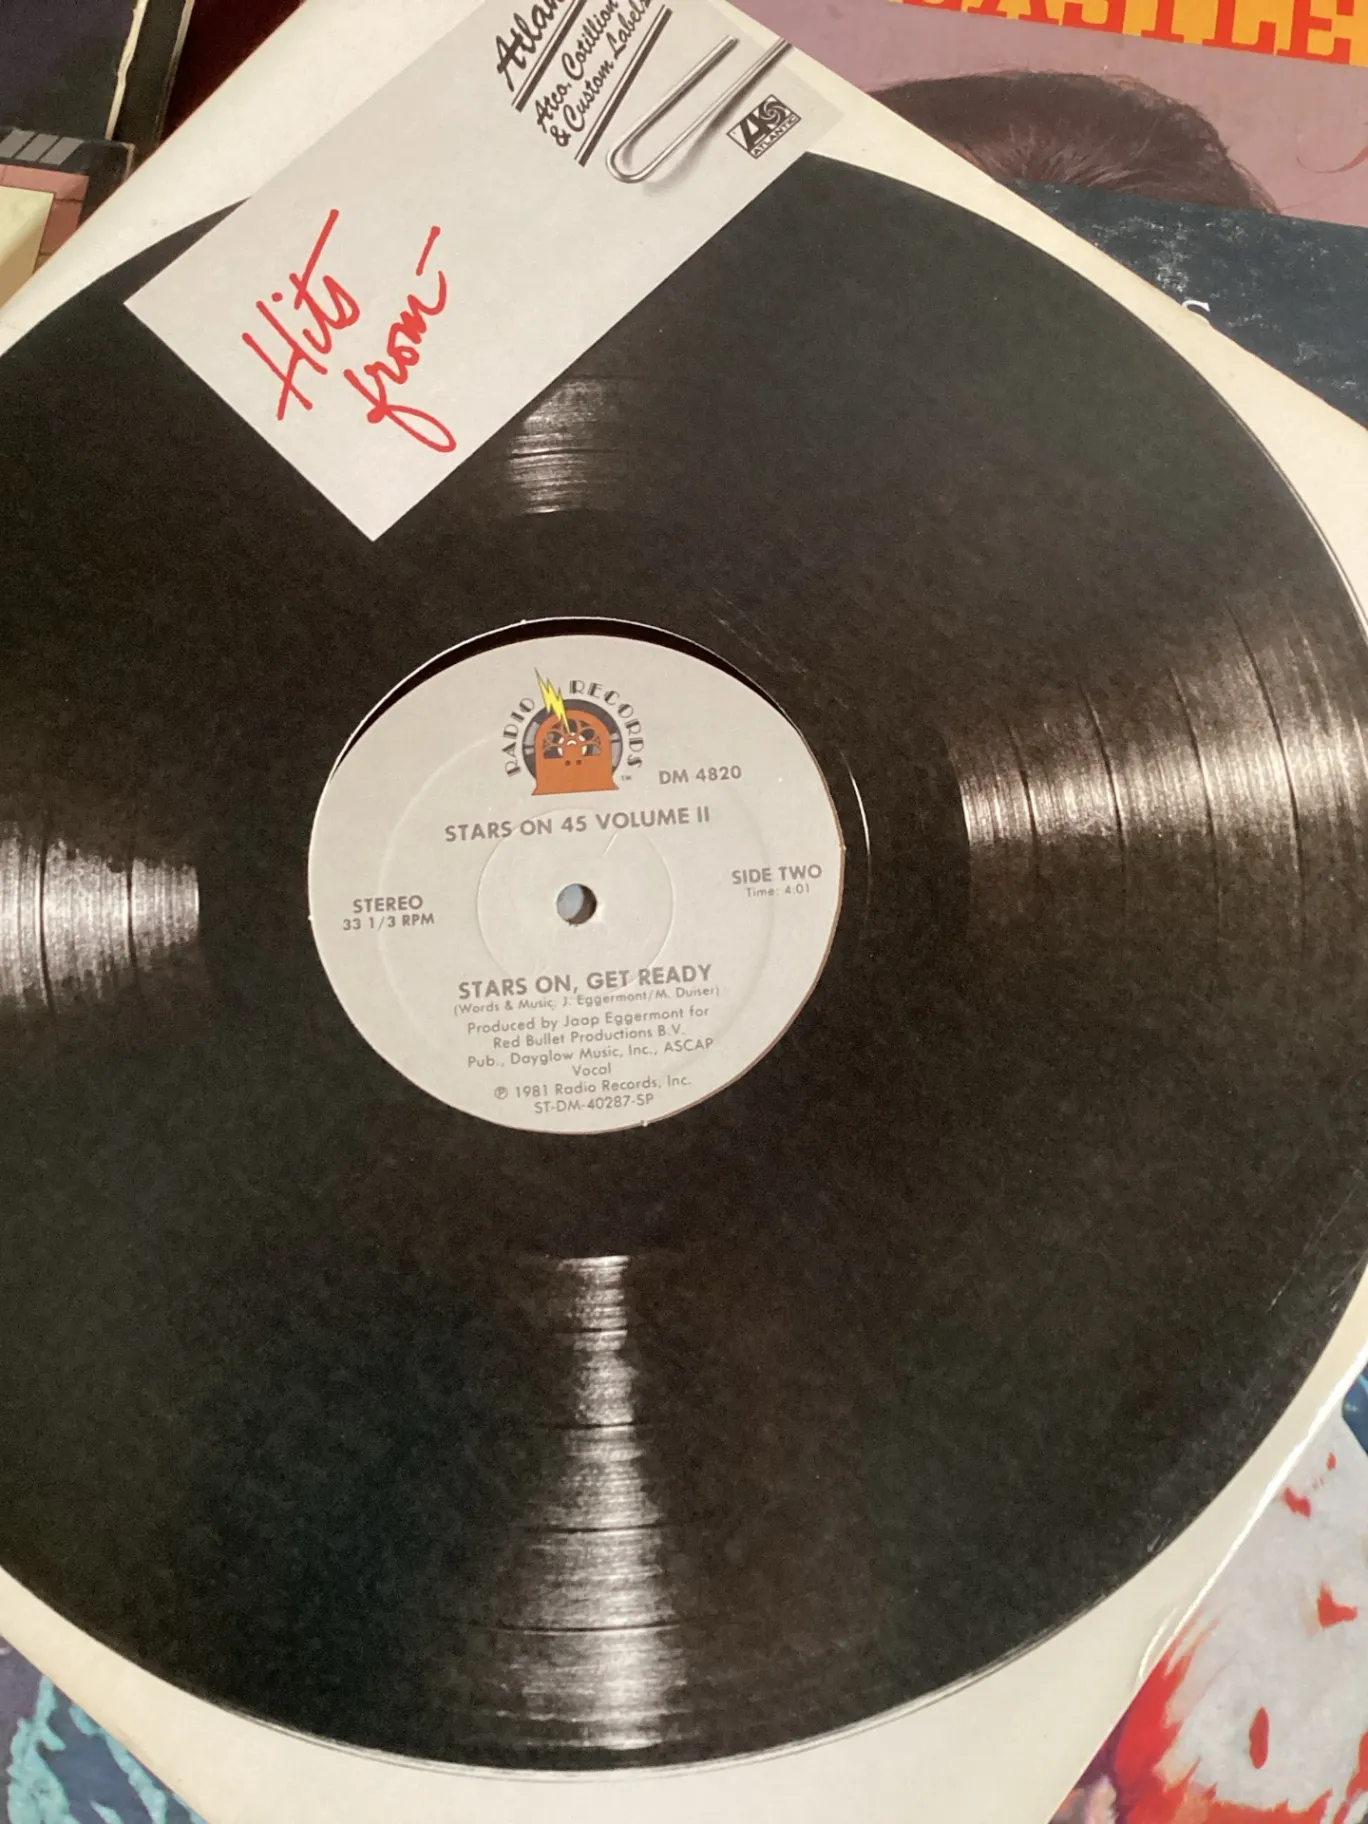 Atco, Cotillion
& Custom Labels
ATLANTIC
Hits
from-
RADIO RECORDS
TM
DM 4820
STARS ON 45 VOLUME II
SIDE TWO
Time: 4:01
STEREO
33 1/3 RPM
STARS ON, GET READY
(Words & Music: J. Eggermont/M. Duiser)
Produced by Jaap Eggermont for
Red Bullet Productions B.V.
Pub., Dayglow Music, Inc., ASCAP
Vocal
℗ 1981 Radio Records, Inc.
ST-DM-40287-SP